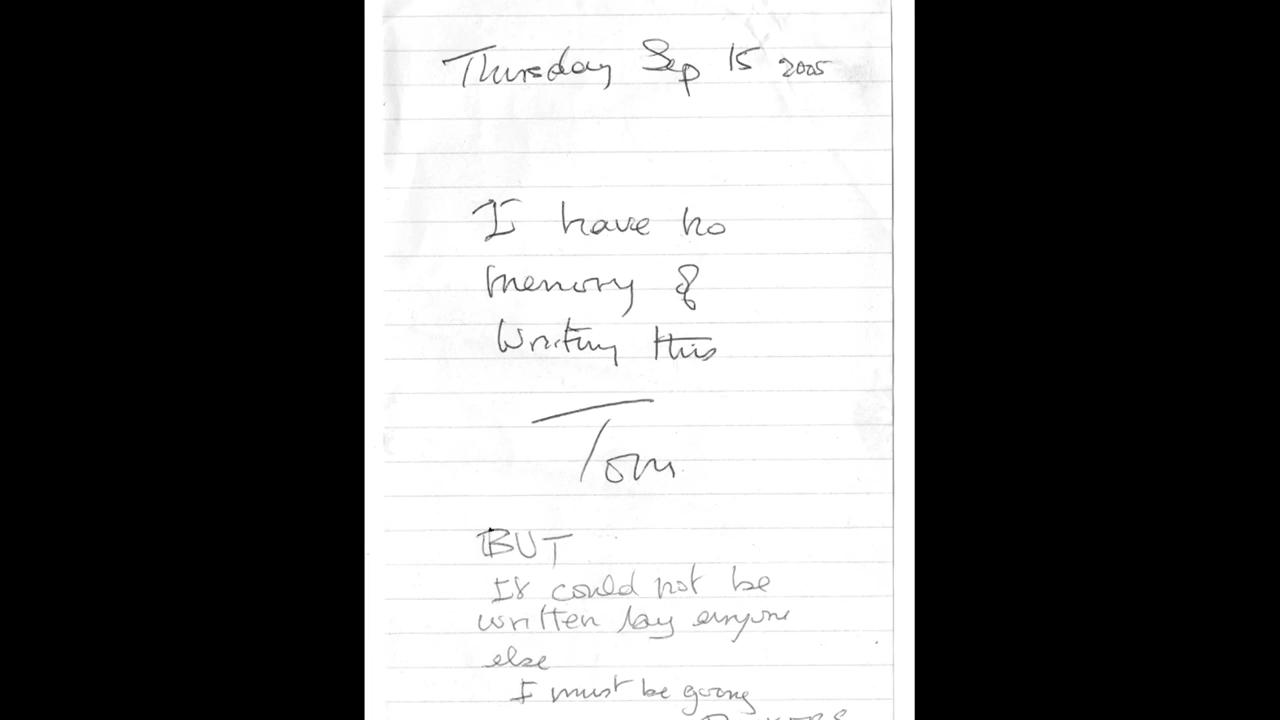 Thursday Sep 15 2005
I have no
memory of
Writing this
Tom
BUT
It could not be
written by anyone
else
I must be going